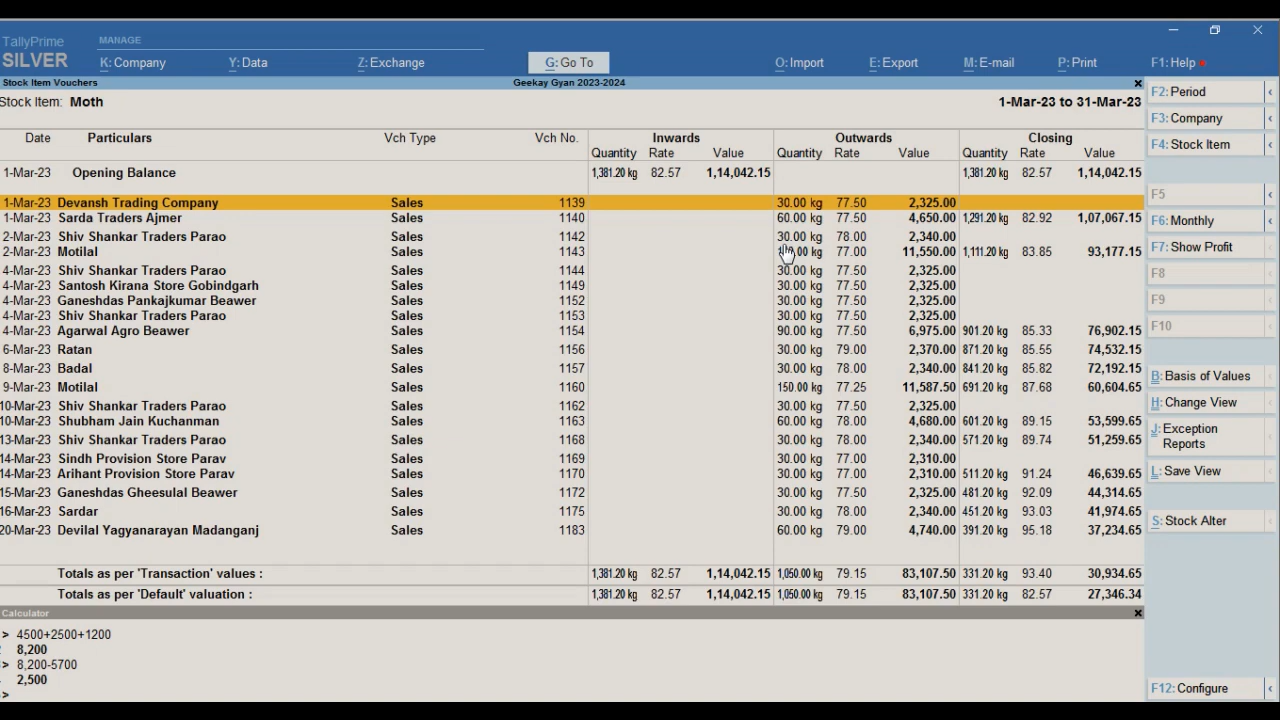 TallyPrime MANAGE
SILVER K: Company Y: Data Z: Exchange G: Go To O: Import E: Export M: E-mail P: Print F1: Help
Stock Item Vouchers Geekay Gyan 2023-2024
Stock Item: Moth 1-Mar-23 to 31-Mar-23
Date Particulars Vch Type Vch No. Inwards Outwards Closing
Quantity Rate Value Quantity Rate Value Quantity Rate Value
1-Mar-23 Opening Balance 1,381.20 kg 82.57 1,14,042.15 1,381.20 kg 82.57 1,14,042.15
1-Mar-23 Devansh Trading Company Sales 1139 30.00 kg 77.50 2,325.00
1-Mar-23 Sarda Traders Ajmer Sales 1140 60.00 kg 77.50 4,650.00 1,291.20 kg 82.92 1,07,067.15
2-Mar-23 Shiv Shankar Traders Parao Sales 1142 30.00 kg 78.00 2,340.00
2-Mar-23 Motilal Sales 1143 kg 77.00 11,550.00 1,111.20 kg 83.85 93,177.15
4-Mar-23 Shiv Shankar Traders Parao Sales 1144 30.00 kg 77.50 2,325.00
4-Mar-23 Santosh Kirana Store Gobindgarh Sales 1149 30.00 kg 77.50 2,325.00
4-Mar-23 Ganeshdas Pankajkumar Beawer Sales 1152 30.00 kg 77.50 2,325.00
4-Mar-23 Shiv Shankar Traders Parao Sales 1153 30.00 kg 77.50 2,325.00
4-Mar-23 Agarwal Agro Beawer Sales 1154 90.00 kg 77.50 6,975.00 901.20 kg 85.33 76,902.15
6-Mar-23 Ratan Sales 1156 30.00 kg 79.00 2,370.00 871.20 kg 85.55 74,532.15
8-Mar-23 Badal Sales 1157 30.00 kg 78.00 2,340.00 841.20 kg 85.82 72,192.15
9-Mar-23 Motilal Sales 1160 150.00 kg 77.25 11,587.50 691.20 kg 87.68 60,604.65
10-Mar-23 Shiv Shankar Traders Parao Sales 1162 30.00 kg 77.50 2,325.00
10-Mar-23 Shubham Jain Kuchanman Sales 1163 60.00 kg 78.00 4,680.00 601.20 kg 89.15 53,599.65
13-Mar-23 Shiv Shankar Traders Parao Sales 1168 30.00 kg 78.00 2,340.00 571.20 kg 89.74 51,259.65
14-Mar-23 Sindh Provision Store Parav Sales 1169 30.00 kg 77.00 2,310.00
14-Mar-23 Arihant Provision Store Parav Sales 1170 30.00 kg 77.00 2,310.00 511.20 kg 91.24 46,639.65
15-Mar-23 Ganeshdas Gheesulal Beawer Sales 1172 30.00 kg 77.50 2,325.00 481.20 kg 92.09 44,314.65
16-Mar-23 Sardar Sales 1175 30.00 kg 78.00 2,340.00 451.20 kg 93.03 41,974.65
20-Mar-23 Devilal Yagyanarayan Madanganj Sales 1183 60.00 kg 79.00 4,740.00 391.20 kg 95.18 37,234.65
Totals as per 'Transaction' values : 1,381.20 kg 82.57 1,14,042.15 1,050.00 kg 79.15 83,107.50 331.20 kg 93.40 30,934.65
Totals as per 'Default' valuation : 1,381.20 kg 82.57 1,14,042.15 1,050.00 kg 79.15 83,107.50 331.20 kg 82.57 27,346.34
Calculator
> 4500+2500+1200
8,200
> 8,200-5700
2,500
>
F2: Period
F3: Company
F4: Stock Item
F5
F6: Monthly
F7: Show Profit
F8
F9
F10
B: Basis of Values
H: Change View
J: Exception
Reports
L: Save View
S: Stock Alter
F12: Configure